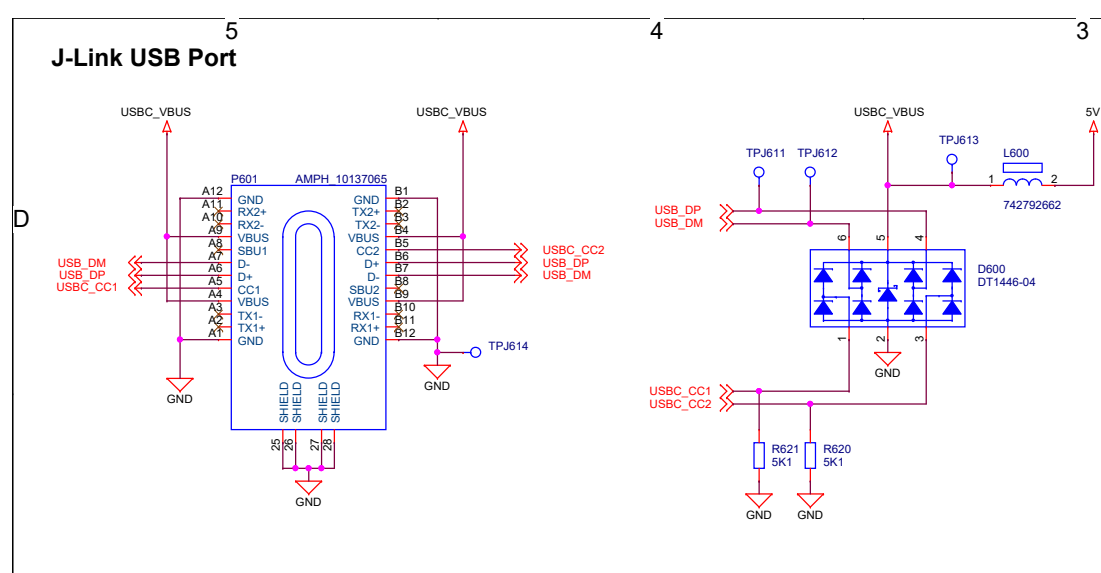 5 4 3
J-Link USB Port
D
USBC_VBUS USBC_VBUS
P601 AMPH_10137065
A12 GND GND B1
A11 RX2+ TX2+ B2
A10 RX2- TX2- B3
A9 VBUS VBUS B4
A8 SBU1 CC2 B5 USBC_CC2
USB_DM A7 D- D+ B6 USB_DP
USB_DP A6 D+ D- B7 USB_DM
USBC_CC1 A5 CC1 SBU2 B8
A4 VBUS VBUS B9
A3 TX1- RX1- B10
A2 TX1+ RX1+ B11
A1 GND GND B12
TPJ614
GND GND
SHIELD SHIELD SHIELD SHIELD
25 26 27 28
GND
USBC_VBUS 5V
TPJ611 TPJ612 TPJ613 L600
1 2
742792662
USB_DP
USB_DM
6 5 4
D600
DT1446-04
1 2 3
GND
USBC_CC1
USBC_CC2
R621 R620
5K1 5K1
GND GND